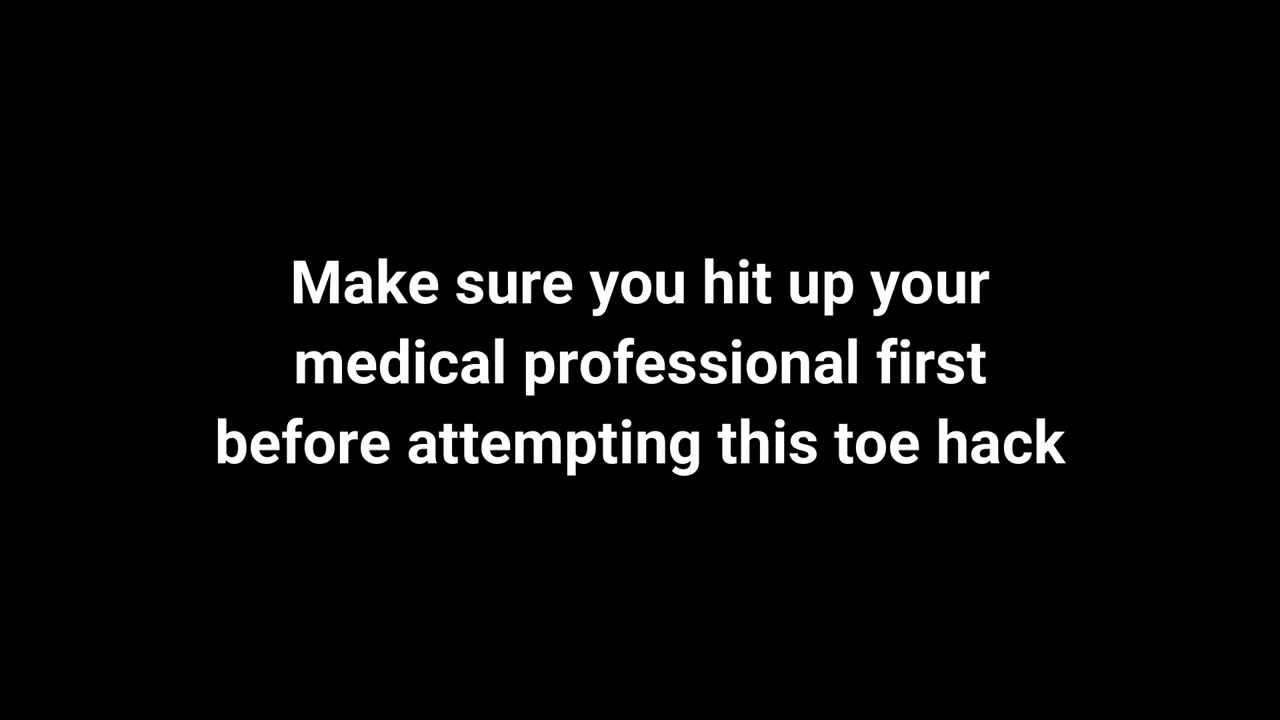 Make sure you hit up your
medical professional first
before attempting this toe hack